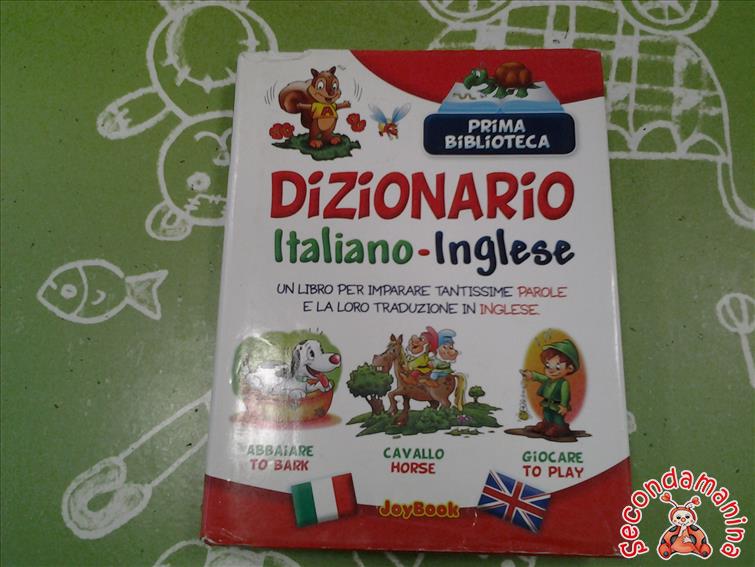 PRIMA
BIBLIOTECA
DiZiONARiO
Italiano-Inglese
UN LIBRO PER IMPARARE TANTISSIME PAROLE
E LA LORO TRADUZIONE IN INGLESE.
ABBAIARE
TO BARK
CAVALLO
HORSE
GIOCARE
TO PLAY
JoyBook
secondamanina